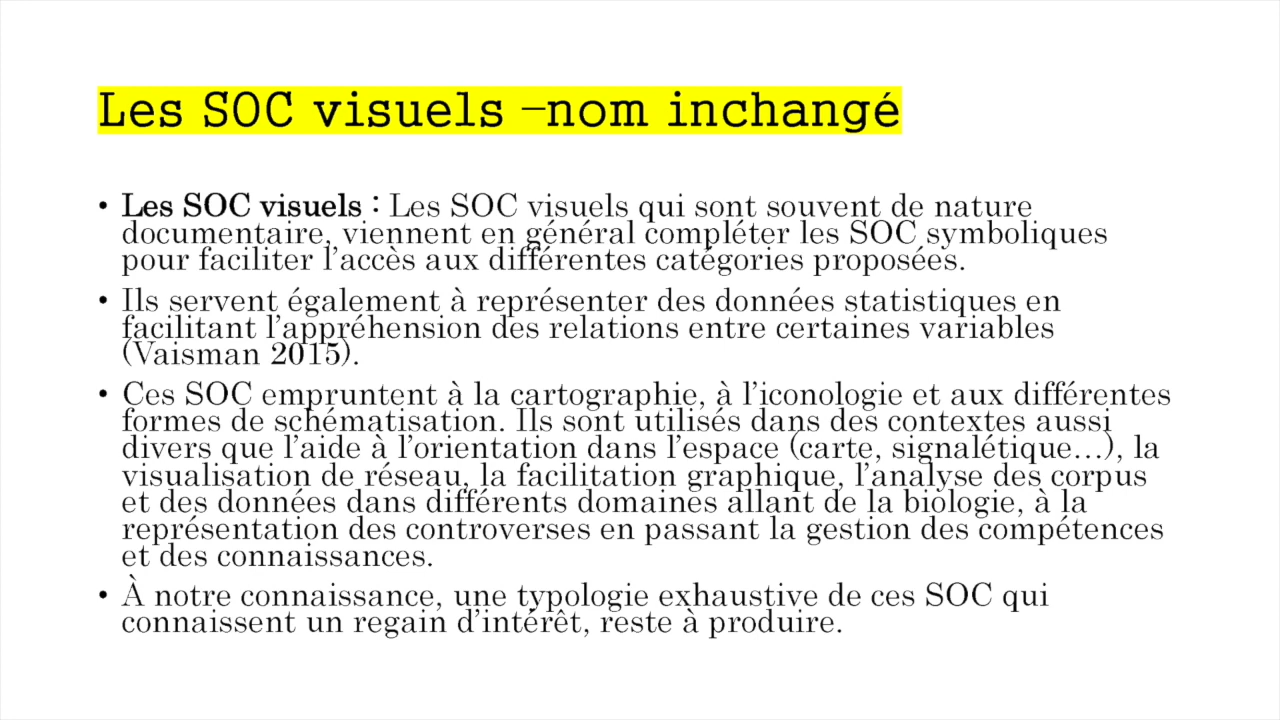 Les SOC visuels –nom inchangé
• Les SOC visuels : Les SOC visuels qui sont souvent de nature
documentaire, viennent en général compléter les SOC symboliques
pour faciliter l’accès aux différentes catégories proposées.
• Ils servent également à représenter des données statistiques en
facilitant l’appréhension des relations entre certaines variables
(Vaisman 2015).
• Ces SOC empruntent à la cartographie, à l’iconologie et aux différentes
formes de schématisation. Ils sont utilisés dans des contextes aussi
divers que l’aide à l’orientation dans l’espace (carte, signalétique…), la
visualisation de réseau, la facilitation graphique, l’analyse des corpus
et des données dans différents domaines allant de la biologie, à la
représentation des controverses en passant la gestion des compétences
et des connaissances.
• À notre connaissance, une typologie exhaustive de ces SOC qui
connaissent un regain d’intérêt, reste à produire.